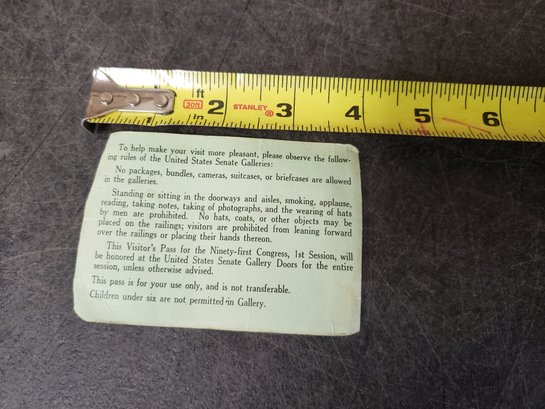 ft
30ft 2 STANLEY® 3 4 5 6
in
To help make your visit more pleasant, please observe the follow-
ing rules of the United States Senate Galleries:
No packages, bundles, cameras, suitcases, or briefcases are allowed
in the galleries.
Standing or sitting in the doorways and aisles, smoking, applause,
reading, taking notes, taking of photographs, and the wearing of hats
by men are prohibited. No hats, coats, or other objects may be
placed on the railings; visitors are prohibited from leaning forward
over the railings or placing their hands thereon.
This Visitor's Pass for the Ninety-first Congress, 1st Session, will
be honored at the United States Senate Gallery Doors for the entire
session, unless otherwise advised.
This pass is for your use only, and is not transferable.
Children under six are not permitted in Gallery.